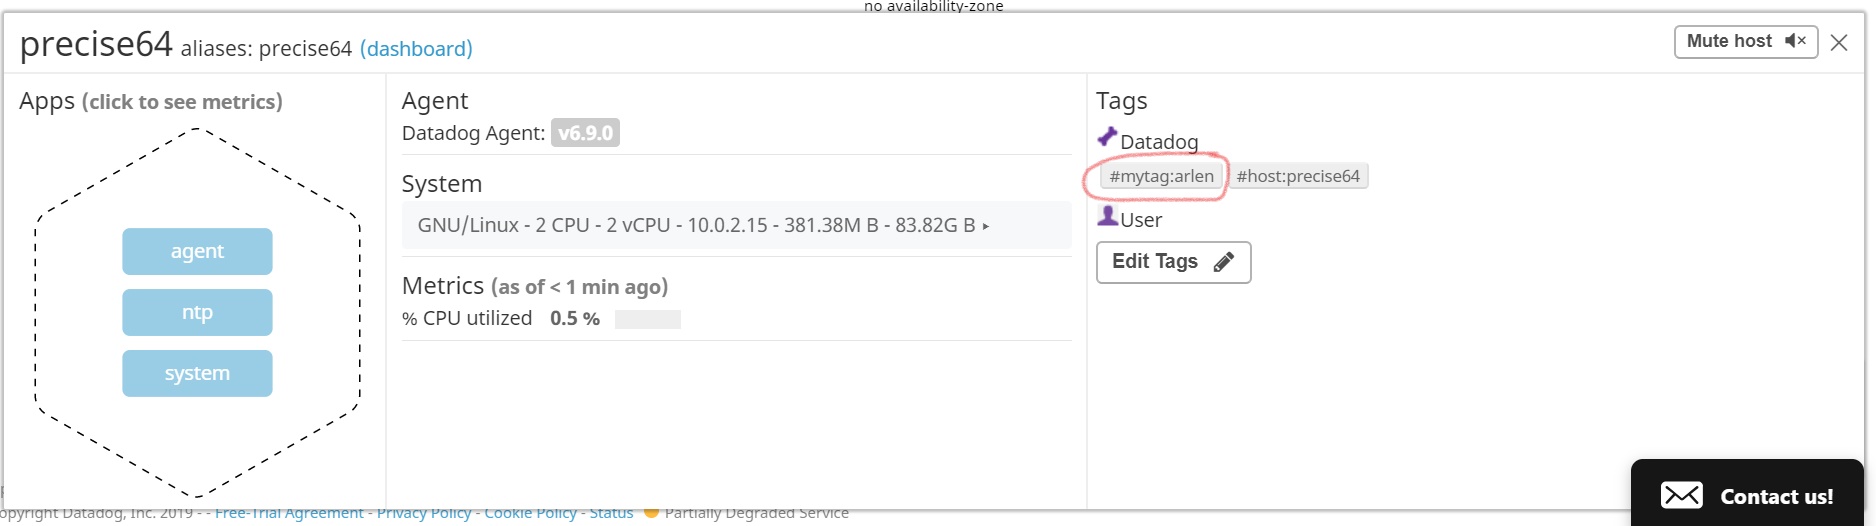 no availability-zone
precise64 aliases: precise64 (dashboard)
Mute host
Apps (click to see metrics)
agent
ntp
system
Agent
Datadog Agent: v6.9.0
System
GNU/Linux - 2 CPU - 2 vCPU - 10.0.2.15 - 381.38M B - 83.82G B ▸
Metrics (as of < 1 min ago)
% CPU utilized 0.5 %
Tags
Datadog
#mytag:arlen #host:precise64
User
Edit Tags
Contact us!
opyright Datadog, Inc. 2019 - - Free-Trial Agreement - Privacy Policy - Cookie Policy - Status Partially Degraded Service